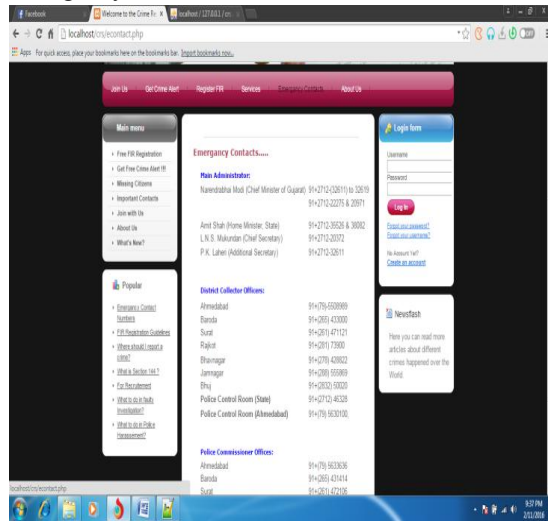 Facebook
Welcome to the Crime Re
localhost / 127.0.0.1 / cri
localhost/crs/econtact.php
Apps For quick access, place your bookmarks here on the bookmarks bar. Import bookmarks now...
Join Us Get Crime Alert Register FIR Services Emergancy Contacts About Us
Main menu
Free FIR Registration
Get Free Crime Alert !!!
Missing Citizens
Important Contacts
Join with Us
About Us
What's New?
Popular
Emergancy Contact
Numbers
FIR Registration Guidelines
Where should I report a
crime?
What is Section 144 ?
For Recruitement
What to do in faulty
Investigation?
What to do in Police
Harassement?
Emergancy Contacts.....
Main Administrator:
Narendrabhai Modi (Chief Minister of Gujarat) 91+2712-(32611) to 32619
91+2712-22275 & 20971
Amit Shah (Home Minister, State) 91+2712-35526 & 38082
L.N.S. Mukundan (Chief Secretary) 91+2712-20372
P.K. Laheri (Additional Secretary) 91+2712-32611
District Collector Officers:
Ahmedabad 91+(79)-5508989
Baroda 91+(265) 433000
Surat 91+(261) 471121
Rajkot 91+(281) 73900
Bhavnagar 91+(278) 428822
Jamnagar 91+(288) 555869
Bhuj 91+(2832) 50020
Police Control Room (State) 91+(2712) 46328
Police Control Room (Ahmedabad) 91+(79) 5630100,
Police Commissioner Offices:
Ahmedabad 91+(79) 5633636
Baroda 91+(265) 431414
Surat 91+(261) 472106
Login form
Username
Password
Log in
Forgot your password?
Forgot your username?
No Account Yet?
Create an account
Newsflash
Here you can read more
articles about different
crimes happened over the
World.
localhost/crs/econtact.php
9:37 PM
2/11/2016